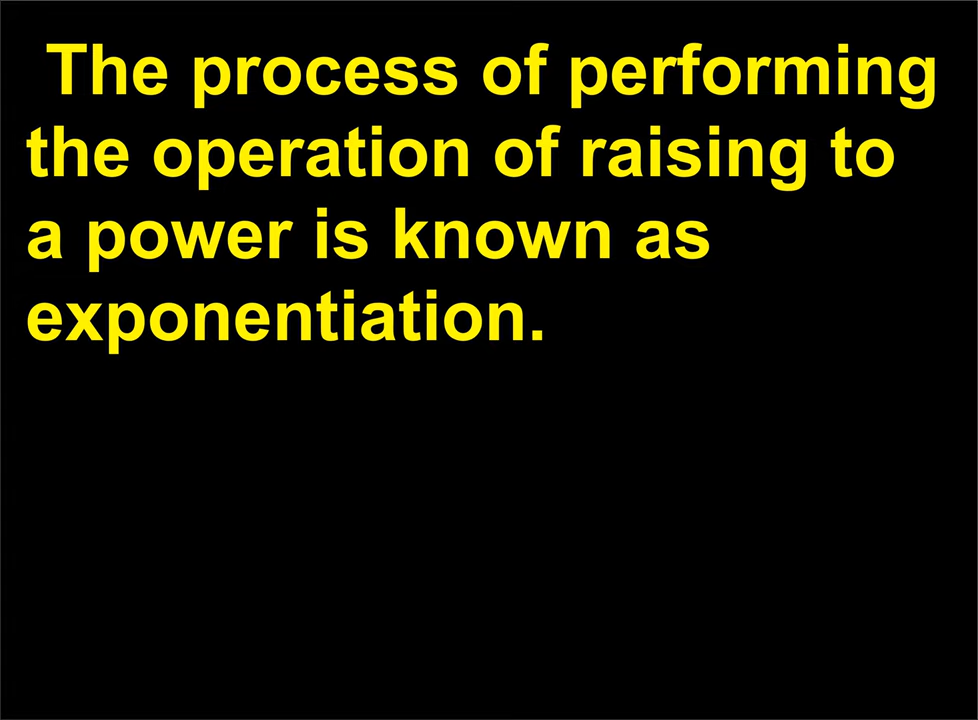 The process of performing
the operation of raising to
a power is known as
exponentiation.